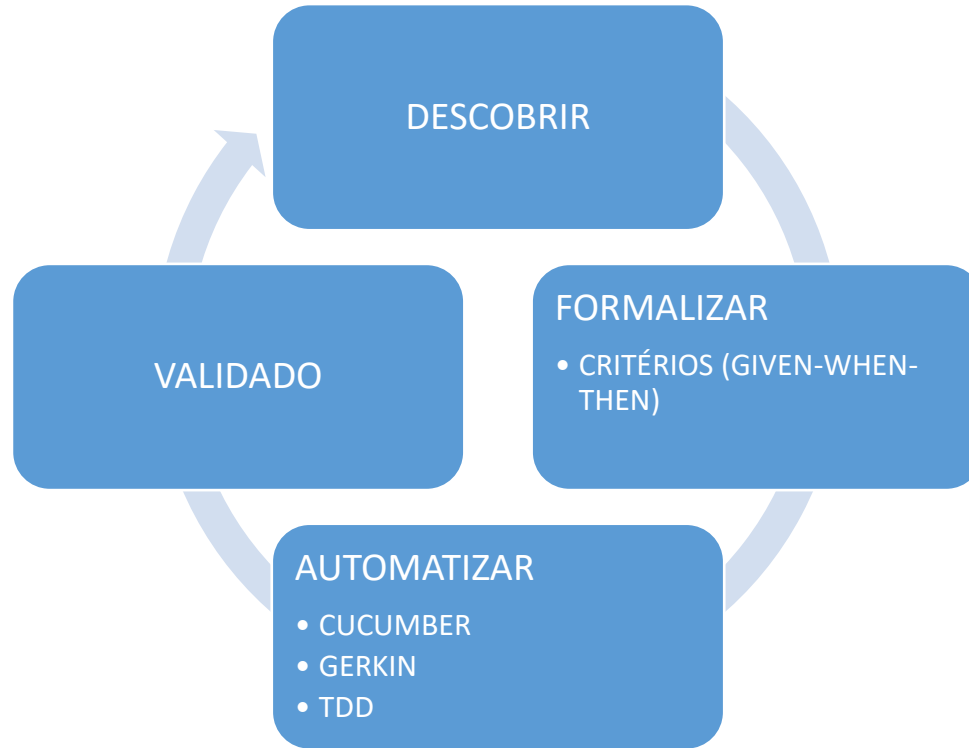 DESCOBRIR
FORMALIZAR
• CRITÉRIOS (GIVEN-WHEN-
THEN)
AUTOMATIZAR
• CUCUMBER
• GERKIN
• TDD
VALIDADO